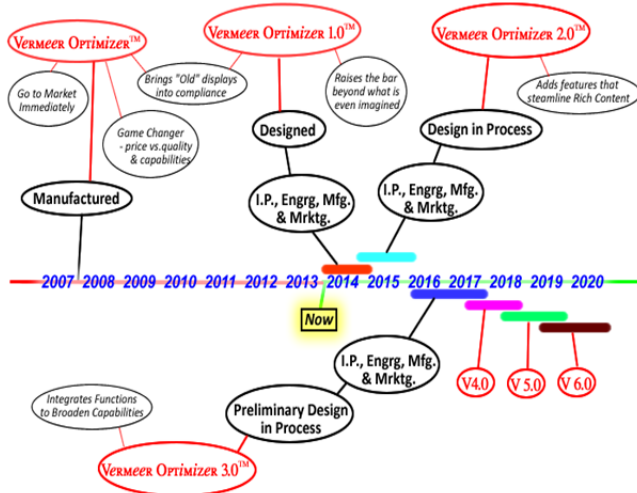 VERMEER OPTIMIZER™
VERMEER OPTIMIZER 1.0™
VERMEER OPTIMIZER 2.0™
Go to Market
Immediately
Brings "Old" displays
into compliance
Raises the bar
beyond what is
even imagined
Adds features that
steamline Rich Content
Game Changer
- price vs.quality
& capabilities
Designed
Design in Process
Manufactured
I.P., Engrg, Mfg.
& Mrktg.
I.P., Engrg, Mfg.
& Mrktg.
2007 2008 2009 2010 2011 2012 2013 2014 2015 2016 2017 2018 2019 2020
Now
I.P., Engrg, Mfg.
& Mrktg.
V4.0
V 5.0
V 6.0
Integrates Functions
to Broaden Capabilities
Preliminary Design
in Process
VERMEER OPTIMIZER 3.0™